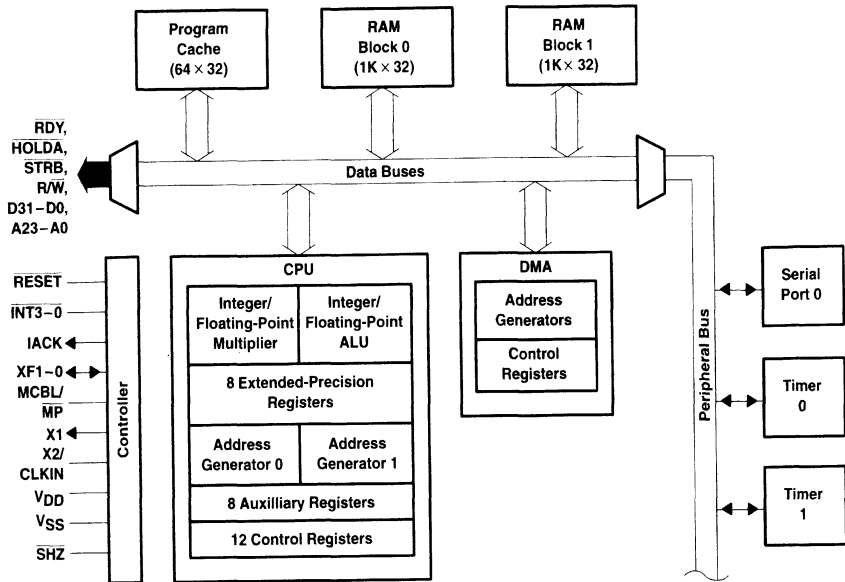 Program
Cache
(64 × 32)
RAM
Block 0
(1K × 32)
RAM
Block 1
(1K × 32)
RDY,
HOLDA,
STRB,
R/W,
D31–D0,
A23–A0
Data Buses
RESET
INT3–0
IACK
XF1–0
MCBL/
MP
X1
X2/
CLKIN
VDD
VSS
SHZ
Controller
CPU
Integer/
Floating-Point
Multiplier
Integer/
Floating-Point
ALU
8 Extended-Precision
Registers
Address
Generator 0
Address
Generator 1
8 Auxilliary Registers
12 Control Registers
DMA
Address
Generators
Control
Registers
Peripheral Bus
Serial
Port 0
Timer
0
Timer
1